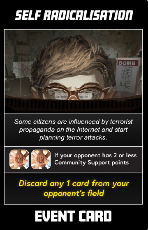 SELF RADICALISATION
Some citizens are influenced by terrorist
propaganda on the internet and start
planning terror attacks.
If your opponent has 2 or less
Community Support points
Discard any 1 card from your
opponent's field
EVENT CARD